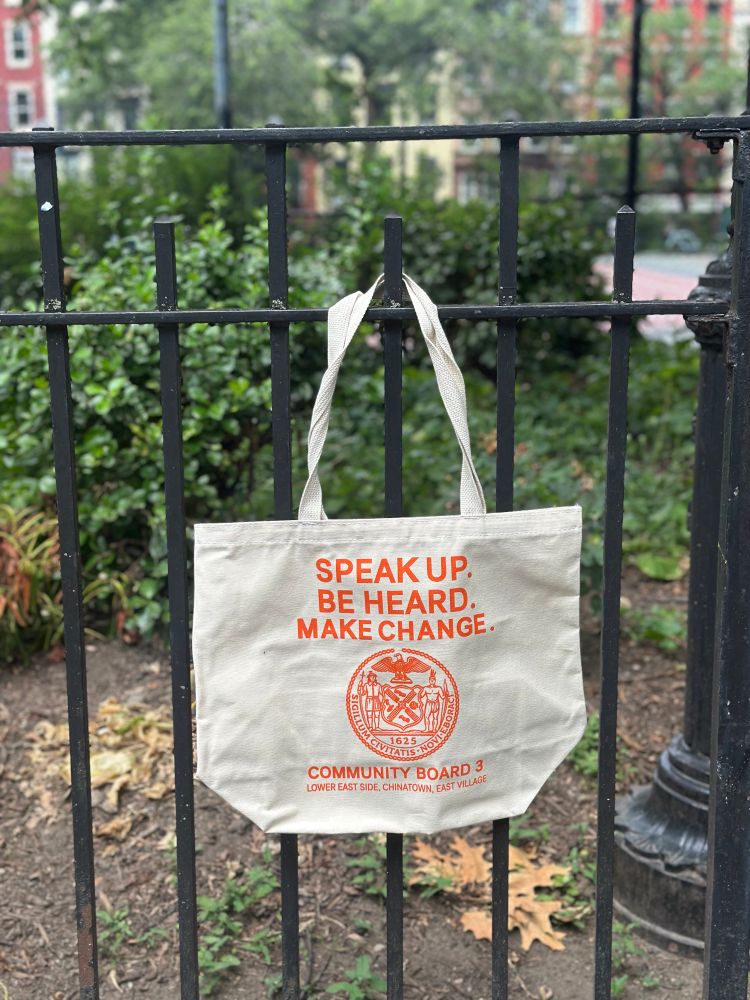 SPEAK UP.
BE HEARD.
MAKE CHANGE.
SIGILLUM CIVITATIS • NOVI EBORACI
1625
COMMUNITY BOARD 3
LOWER EAST SIDE, CHINATOWN, EAST VILLAGE